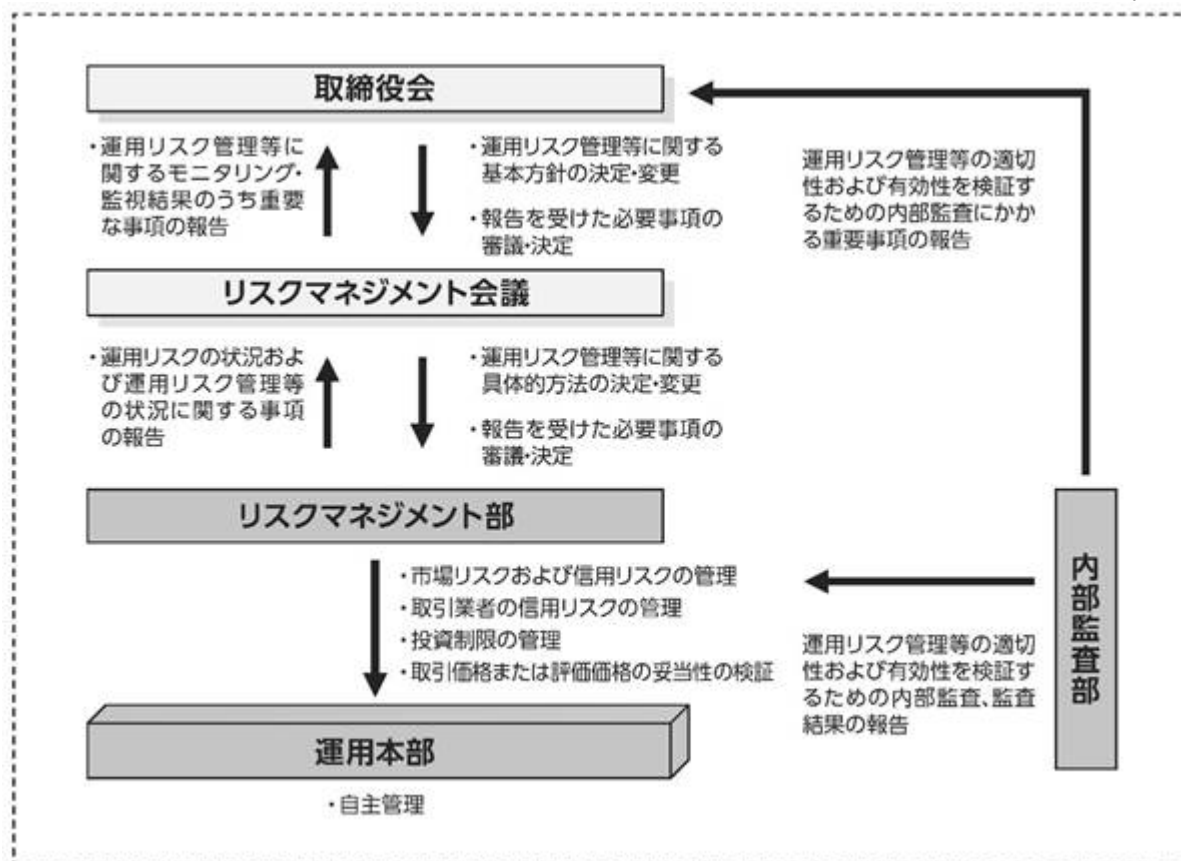 取締役会
・運用リスク管理等に
関するモニタリング・
監視結果のうち重要
な事項の報告
・運用リスク管理等に関する
基本方針の決定・変更
・報告を受けた必要事項の
審議・決定
運用リスク管理等の適切
性および有効性を検証す
るための内部監査にかか
る重要事項の報告
リスクマネジメント会議
・運用リスクの状況およ
び運用リスク管理等
の状況に関する事項
の報告
・運用リスク管理等に関する
具体的方法の決定・変更
・報告を受けた必要事項の
審議・決定
リスクマネジメント部
・市場リスクおよび信用リスクの管理
・取引業者の信用リスクの管理
・投資制限の管理
・取引価格または評価価格の妥当性の検証
内部監査部
運用リスク管理等の適切
性および有効性を検証す
るための内部監査、監査
結果の報告
運用本部
・自主管理